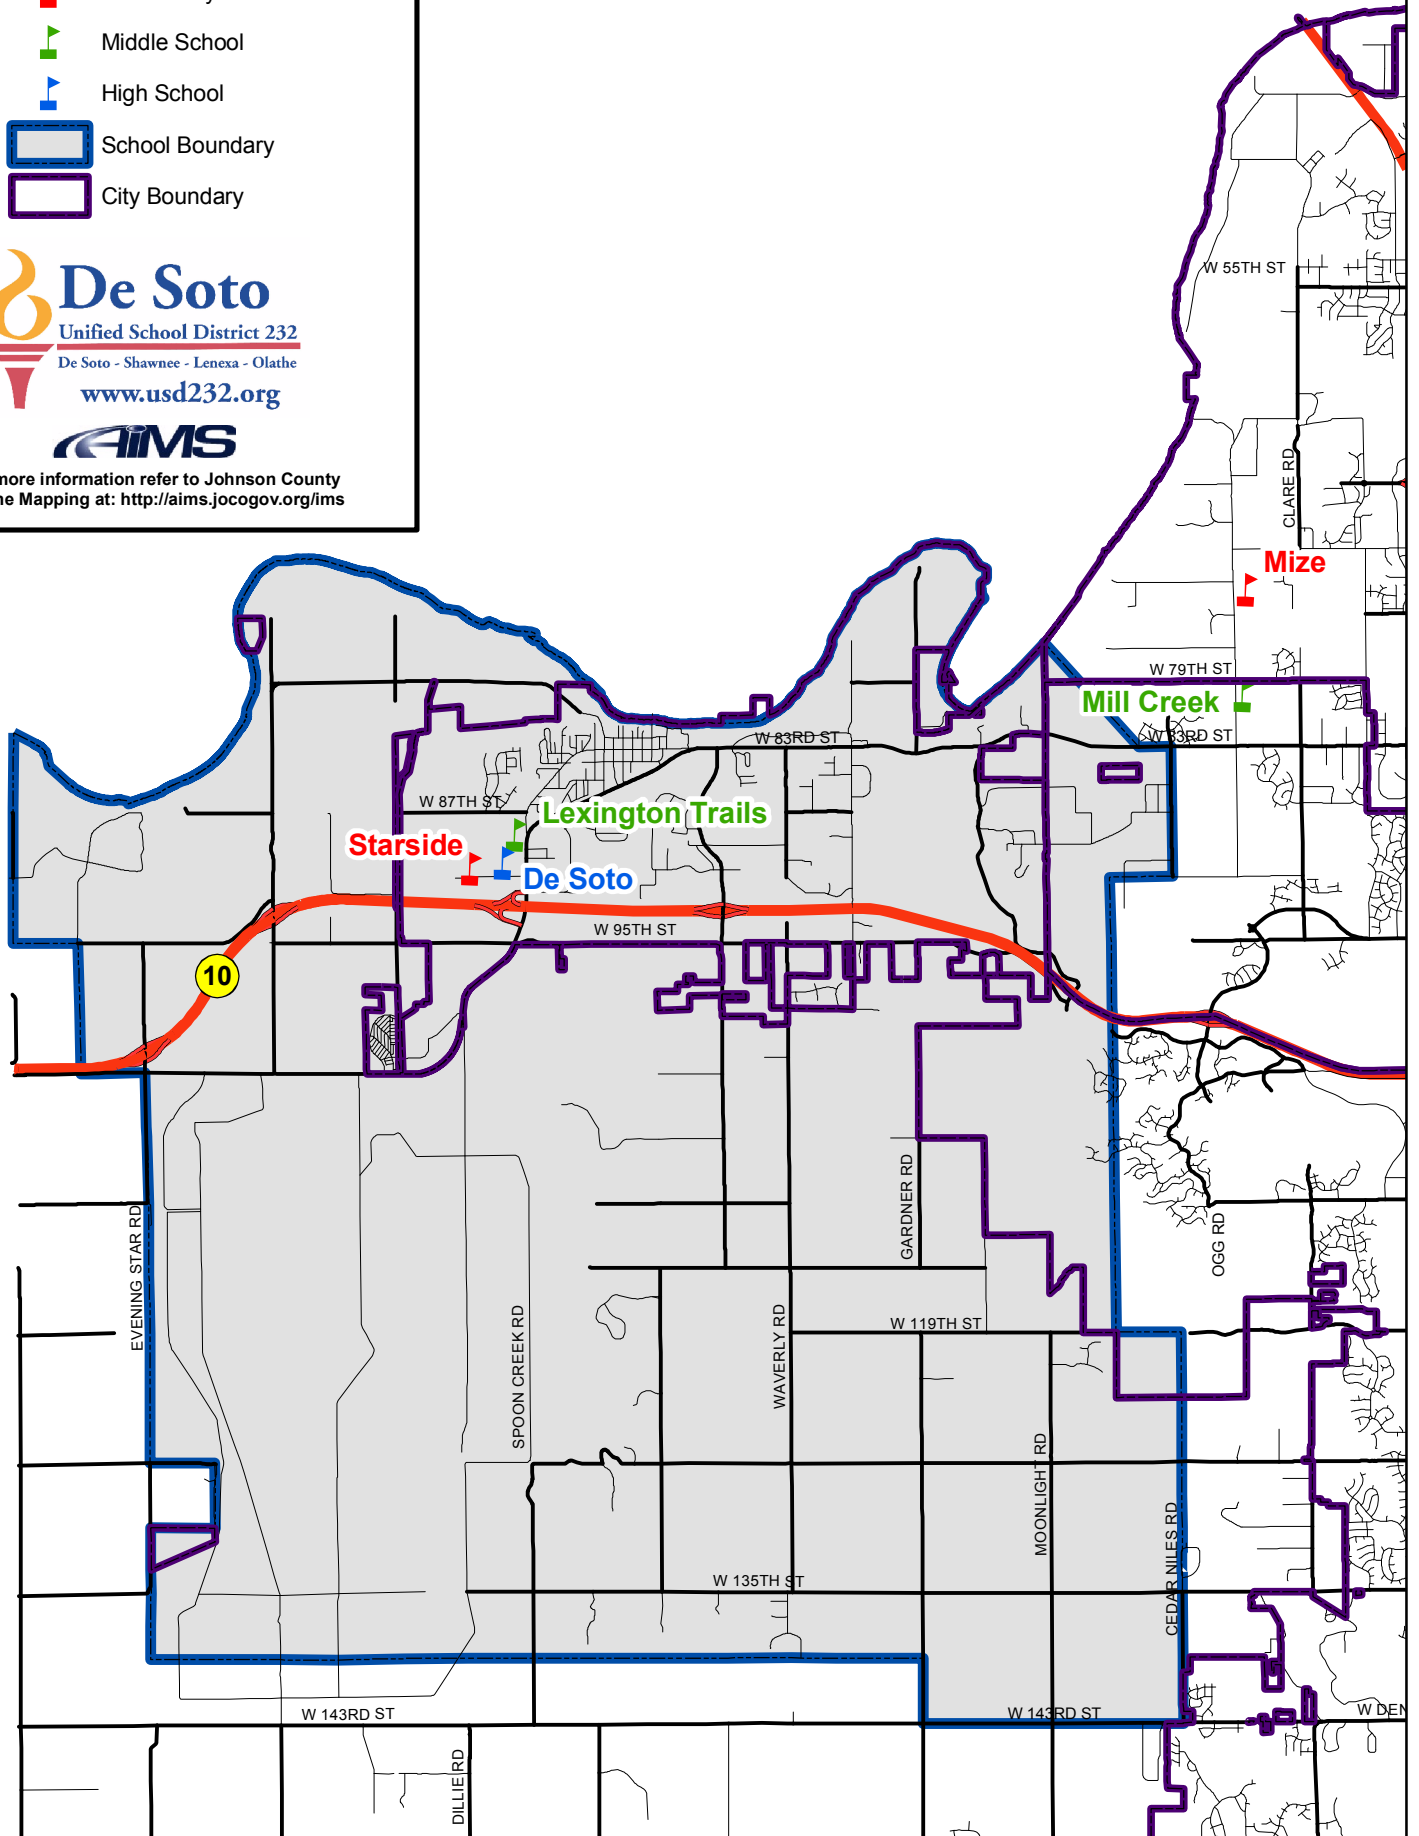 Middle School
High School
School Boundary
City Boundary
De Soto
Unified School District 232
De Soto - Shawnee - Lenexa - Olathe
www.usd232.org
AIMS
more information refer to Johnson County
Mapping at: http://aims.jocogov.org/ims
W 55TH ST
CLARE RD
Mize
W 79TH ST
Mill Creek
W 83RD ST
W 83RD ST
W 87TH ST
Lexington Trails
Starside
De Soto
W 95TH ST
10
EVENING STAR RD
SPOON CREEK RD
WAVERLY RD
GARDNER RD
OGG RD
W 119TH ST
MOONLIGHT RD
CEDAR NILES RD
W 135TH ST
W 143RD ST
W 143RD ST
W DEN
DILLIE RD